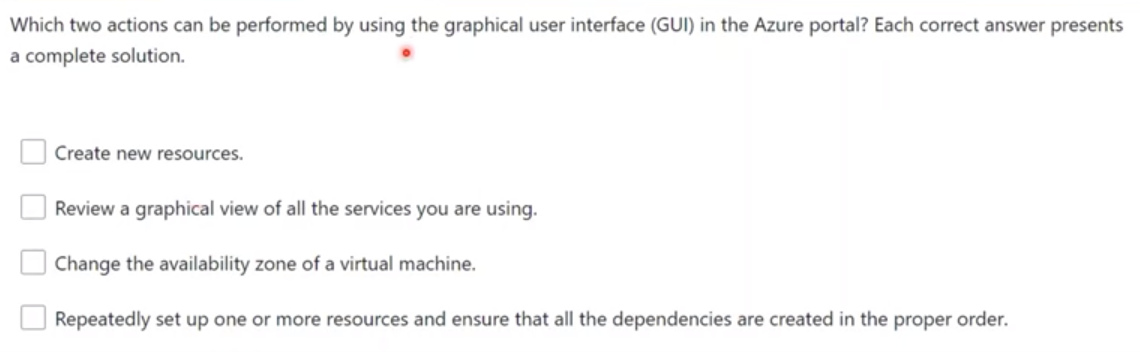 Which two actions can be performed by using the graphical user interface (GUI) in the Azure portal? Each correct answer presents
a complete solution.
Create new resources.
Review a graphical view of all the services you are using.
Change the availability zone of a virtual machine.
Repeatedly set up one or more resources and ensure that all the dependencies are created in the proper order.